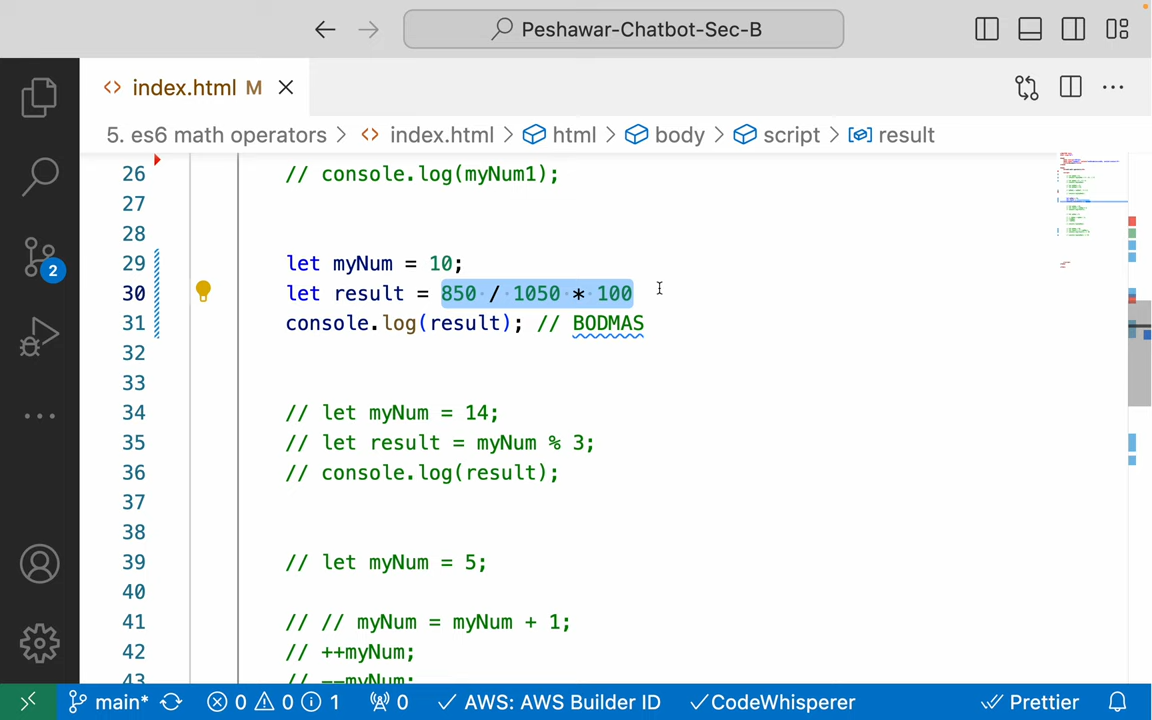 Peshawar-Chatbot-Sec-B
index.html M
5. es6 math operators > index.html > html > body > script > result
26 // console.log(myNum1);
27
28
29 let myNum = 10;
30 let result = 850 / 1050 * 100
31 console.log(result); // BODMAS
32
33
34 // let myNum = 14;
35 // let result = myNum % 3;
36 // console.log(result);
37
38
39 // let myNum = 5;
40
41 // // myNum = myNum + 1;
42 // ++myNum;
43 // --myNum;
2
main* 0 0 1 0 AWS: AWS Builder ID CodeWhisperer Prettier